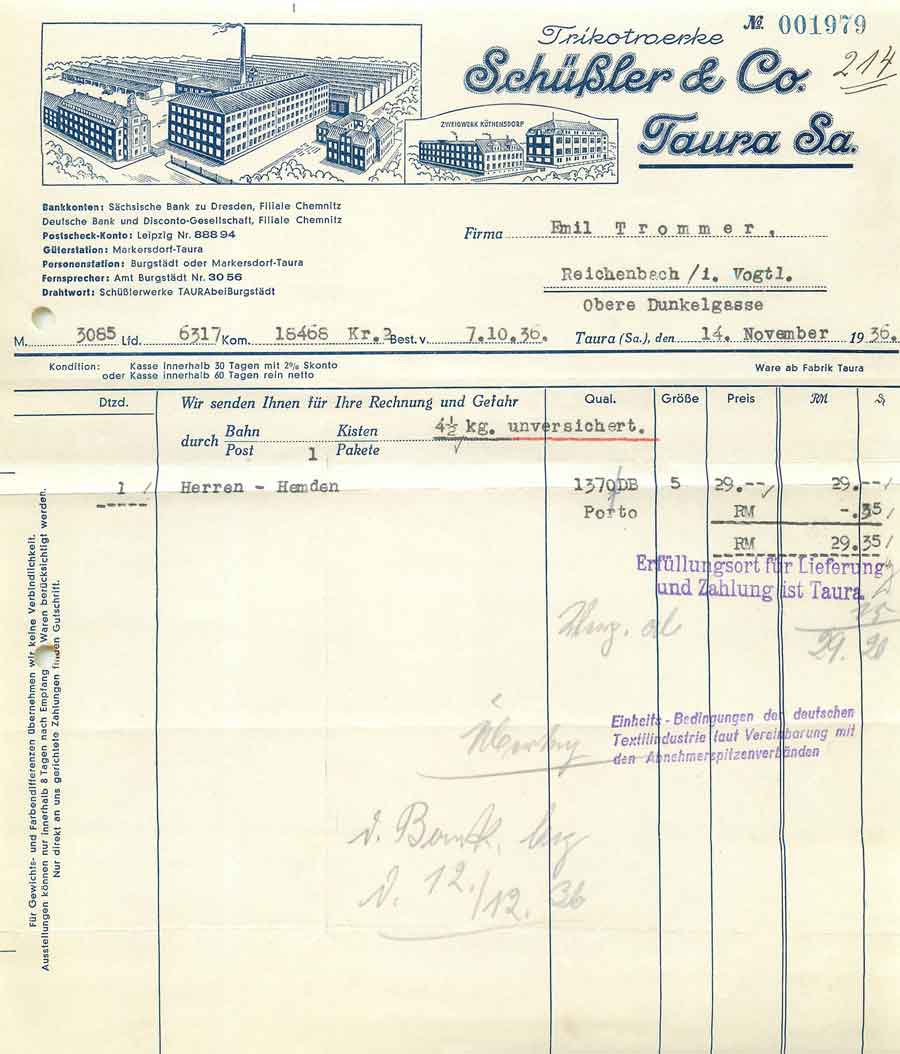 № 001979
Trikotwerke
Schüßler & Co.
214
Taura Sa.
ZWEIGWERK KÖTHENSDORF
Bankkonten: Sächsische Bank zu Dresden, Filiale Chemnitz
Deutsche Bank und Disconto-Gesellschaft, Filiale Chemnitz
Postscheck-Konto: Leipzig Nr. 88894
Güterstation: Markersdorf-Taura
Personenstation: Burgstädt oder Markersdorf-Taura
Fernsprecher: Amt Burgstädt Nr. 3056
Drahtwort: Schüßlerwerke TAURAbeiBurgstädt
Firma Emil Trommer,
Reichenbach/i. Vogtl.
Obere Dunkelgasse
M. 3085 Lfd. 6317 Kom. 18468 Kr.2 Best.v. 7.10.36. Taura (Sa.), den 14. November 1936.
Kondition: Kasse innerhalb 30 Tagen mit 2% Skonto
oder Kasse innerhalb 60 Tagen rein netto
Ware ab Fabrik Taura
Dtzd. Wir senden Ihnen für Ihre Rechnung und Gefahr Qual. Größe Preis RM ₰
durch Bahn Kisten 4½ kg. unversichert.
Post 1 Pakete
1 Herren - Hemden 1370DB 5 29.-- 29.--
Porto RM -.35
RM 29.35
Erfüllungsort für Lieferung
und Zahlung ist Taura.
15
29.20
Einheits-Bedingungen der deutschen
Textilindustrie laut Vereinbarung mit
den Abnehmerspitzenverbänden
d. Bank
d. 12./12. 36
Für Gewichts- und Farbendifferenzen übernehmen wir keine Verbindlichkeit.
Ausstellungen können nur innerhalb 8 Tagen nach Empfang Waren berücksichtigt werden.
Nur direkt an uns gerichtete Zahlungen finden Gutschrift.